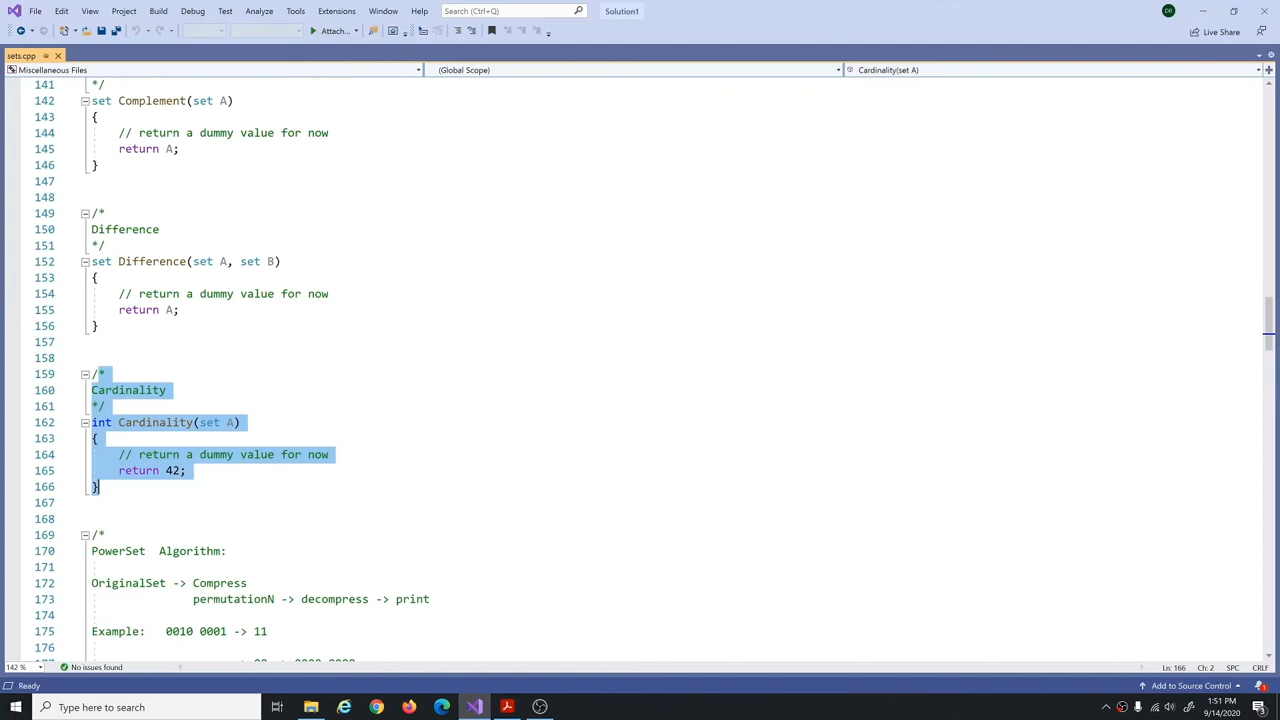 File Edit View Project Build Debug Test Analyze Tools Extensions Window Help Search (Ctrl+Q) Solution1 DR
Attach... Live Share
sets.cpp
Miscellaneous Files (Global Scope) Cardinality(set A)
141 */
142 set Complement(set A)
143 {
144 // return a dummy value for now
145 return A;
146 }
147
148
149 /*
150 Difference
151 */
152 set Difference(set A, set B)
153 {
154 // return a dummy value for now
155 return A;
156 }
157
158
159 /*
160 Cardinality
161 */
162 int Cardinality(set A)
163 {
164 // return a dummy value for now
165 return 42;
166 }
167
168
169 /*
170 PowerSet Algorithm:
171
172 OriginalSet -> Compress
173 permutationN -> decompress -> print
174
175 Example: 0010 0001 -> 11
176
142 % No issues found Ln: 166 Ch: 2 SPC CRLF
Ready Add to Source Control 1
Type here to search 1:51 PM
9/14/2020